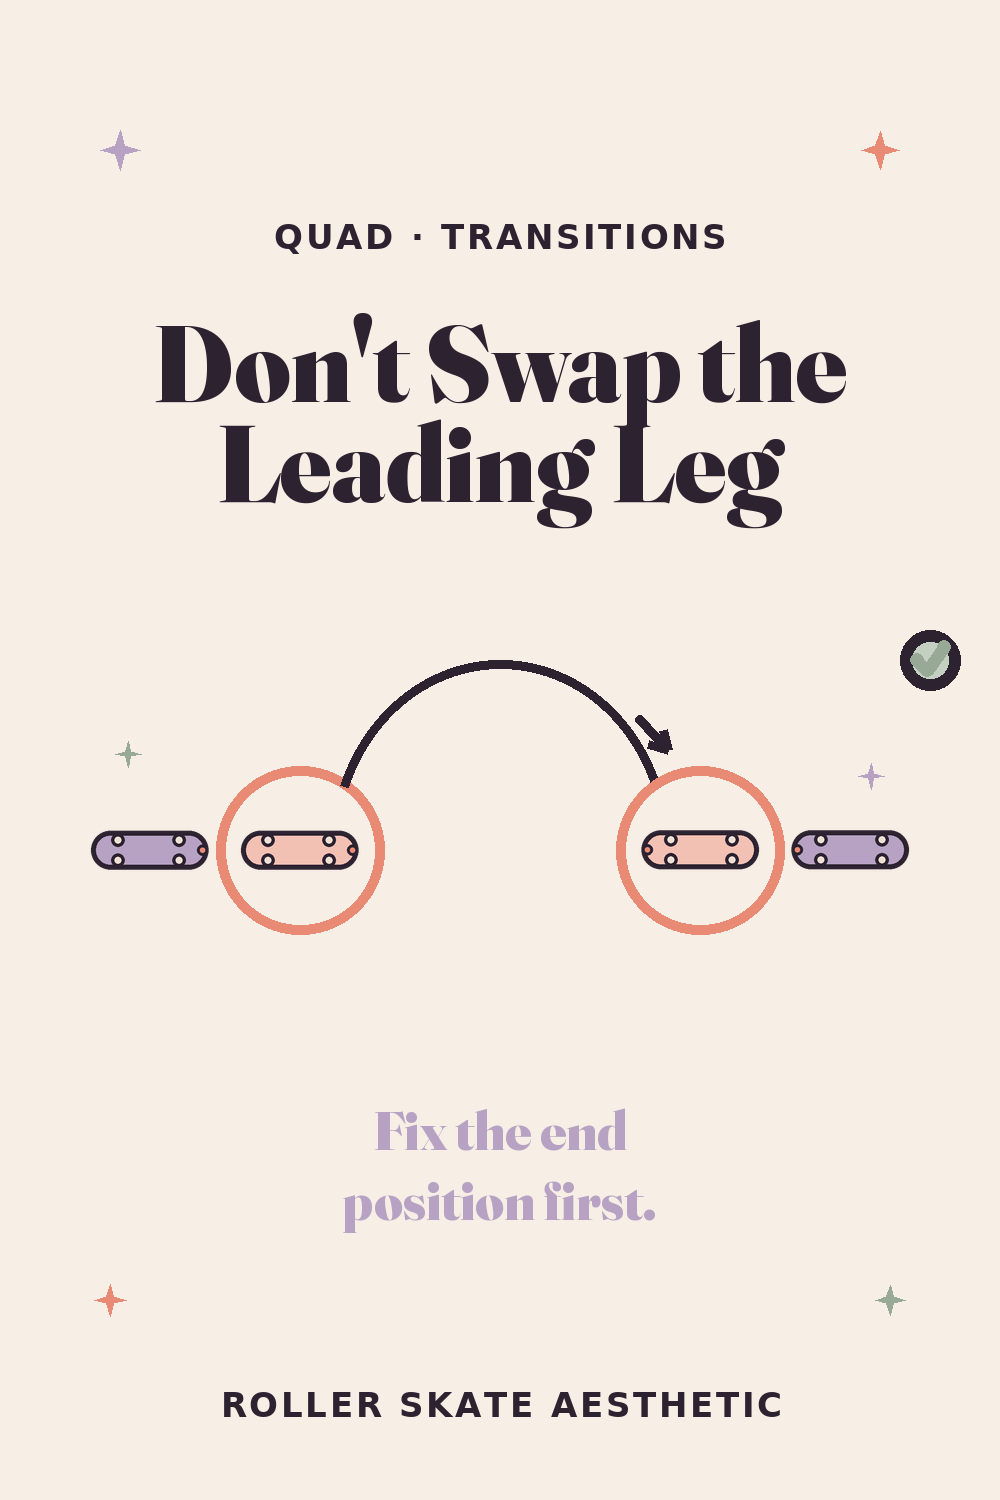 QUAD · TRANSITIONS
Don't Swap the
Leading Leg
Fix the end
position first.
ROLLER SKATE AESTHETIC